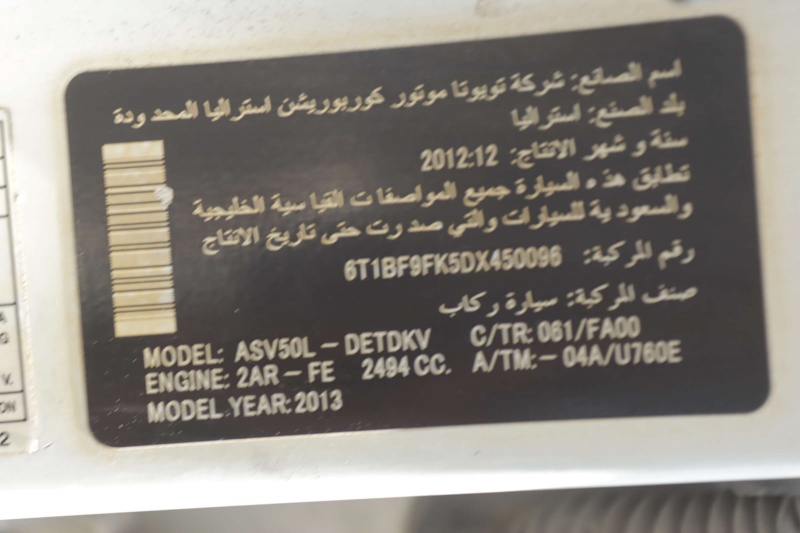 اسم الصانع: شركة تويوتا موتور كوربوريشن استراليا المحدودة
بلد الصنع: استراليا
سنة و شهر الانتاج: 2012:12
تطابق هذه السيارة جميع المواصفات القياسية الخليجية
والسعودية للسيارات والتي صدرت حتى تاريخ الانتاج
رقم المركبة: 6T1BF9FK5DX450096
صنف المركبة: سيارة ركاب
MODEL: ASV50L - DETDKV C/TR: 061/FA00
ENGINE: 2AR - FE 2494 CC. A/TM: - 04A/U760E
MODEL YEAR: 2013
A
G
V.
ON
2